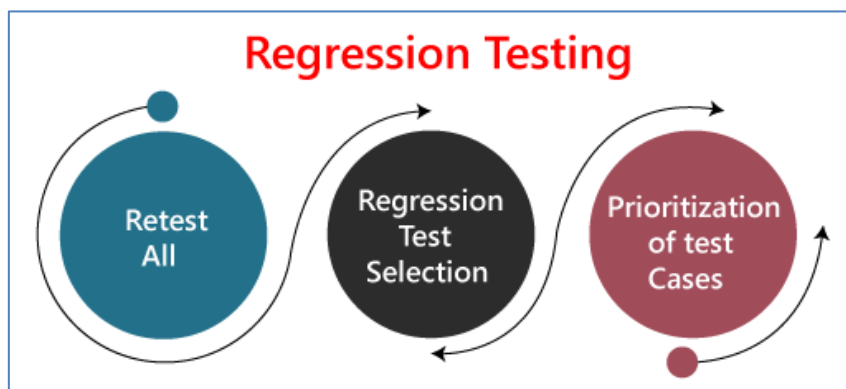 Regression Testing
Retest
All
Regression
Test
Selection
Prioritization
of test
Cases